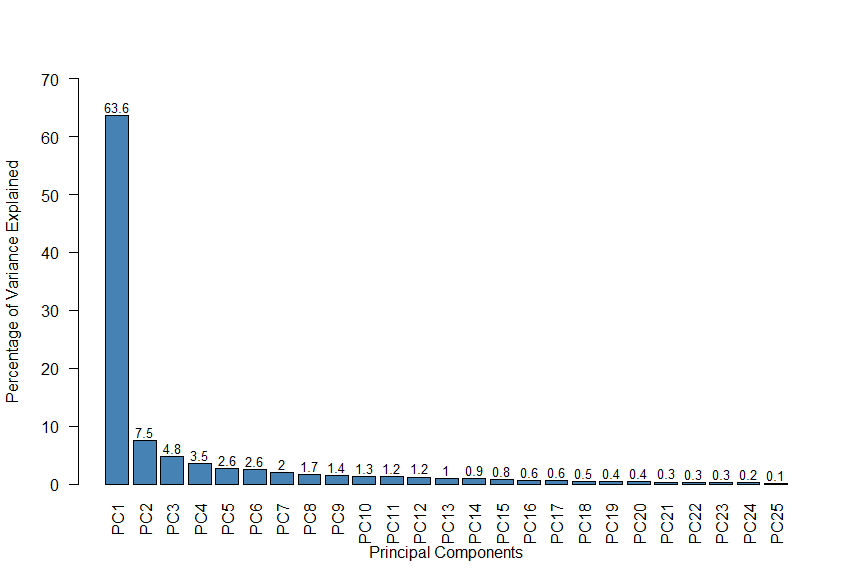 Percentage of Variance Explained
70
60
50
40
30
20
10
0
63.6
7.5
4.8
3.5
2.6
2.6
2
1.7
1.4
1.3
1.2
1.2
1
0.9
0.8
0.6
0.6
0.5
0.4
0.4
0.3
0.3
0.3
0.2
0.1
PC1
PC2
PC3
PC4
PC5
PC6
PC7
PC8
PC9
PC10
PC11
PC12
PC13
PC14
PC15
PC16
PC17
PC18
PC19
PC20
PC21
PC22
PC23
PC24
PC25
Principal Components